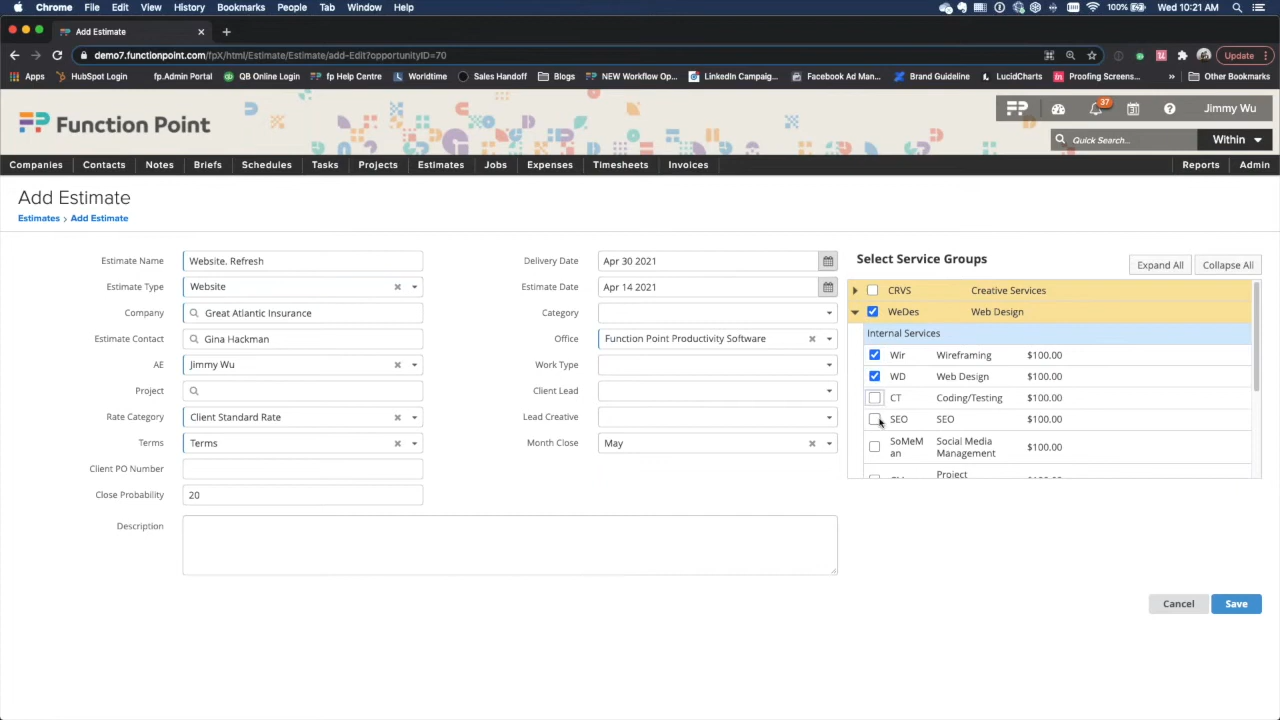 Chrome File Edit View History Bookmarks People Tab Window Help 100% Wed 10:21 AM
Add Estimate
demo7.functionpoint.com/fpX/html/Estimate/Estimate/add-Edit?opportunityID=70 Update
Apps HubSpot Login fp.Admin Portal QB Online Login fp Help Centre Worldtime Sales Handoff Blogs NEW Workflow Op... LinkedIn Campaig... Facebook Ad Man... Brand Guideline LucidCharts Proofing Screens... » Other Bookmarks
Function Point 37 Jimmy Wu
Quick Search... Within
Companies Contacts Notes Briefs Schedules Tasks Projects Estimates Jobs Expenses Timesheets Invoices Reports Admin
Add Estimate
Estimates > Add Estimate
Select Service Groups Expand All Collapse All
Estimate Name Website. Refresh Delivery Date Apr 30 2021
Estimate Type Website Estimate Date Apr 14 2021
Company Great Atlantic Insurance Category
Estimate Contact Gina Hackman Office Function Point Productivity Software
AE Jimmy Wu Work Type
Project Client Lead
Rate Category Client Standard Rate Lead Creative
Terms Terms Month Close May
Client PO Number
Close Probability 20
Description
CRVS Creative Services
WeDes Web Design
Internal Services
Wir Wireframing $100.00
WD Web Design $100.00
CT Coding/Testing $100.00
SEO SEO $100.00
SoMeM Social Media
an Management $100.00
Project
Cancel Save